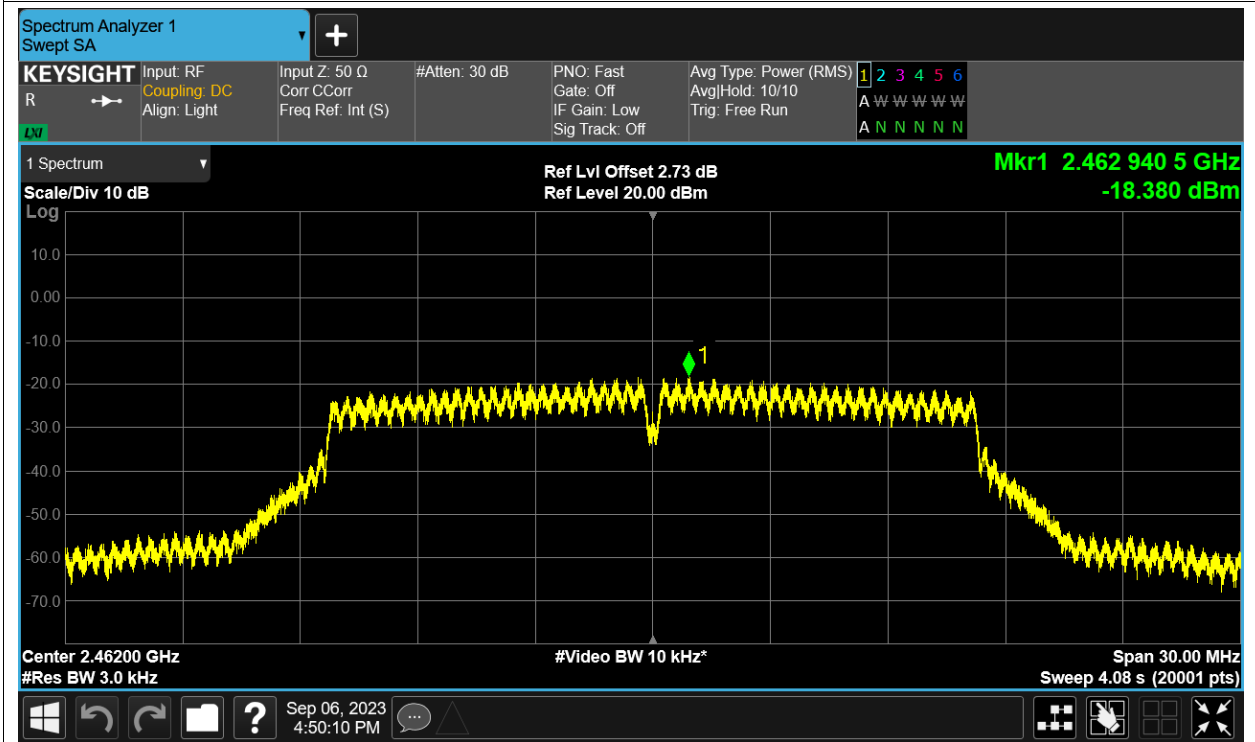 Spectrum Analyzer 1
Swept SA
KEYSIGHT
R
LXI
Input: RF
Coupling: DC
Align: Light
Input Z: 50 Ω
Corr CCorr
Freq Ref: Int (S)
#Atten: 30 dB
PNO: Fast
Gate: Off
IF Gain: Low
Sig Track: Off
Avg Type: Power (RMS)
Avg|Hold: 10/10
Trig: Free Run
1 2 3 4 5 6
A W W W W W
A N N N N N
1 Spectrum
Scale/Div 10 dB
Log
Ref Lvl Offset 2.73 dB
Ref Level 20.00 dBm
Mkr1 2.462 940 5 GHz
-18.380 dBm
10.0
0.00
-10.0
-20.0
-30.0
-40.0
-50.0
-60.0
-70.0
1
Center 2.46200 GHz
#Res BW 3.0 kHz
#Video BW 10 kHz*
Span 30.00 MHz
Sweep 4.08 s (20001 pts)
?
Sep 06, 2023
4:50:10 PM